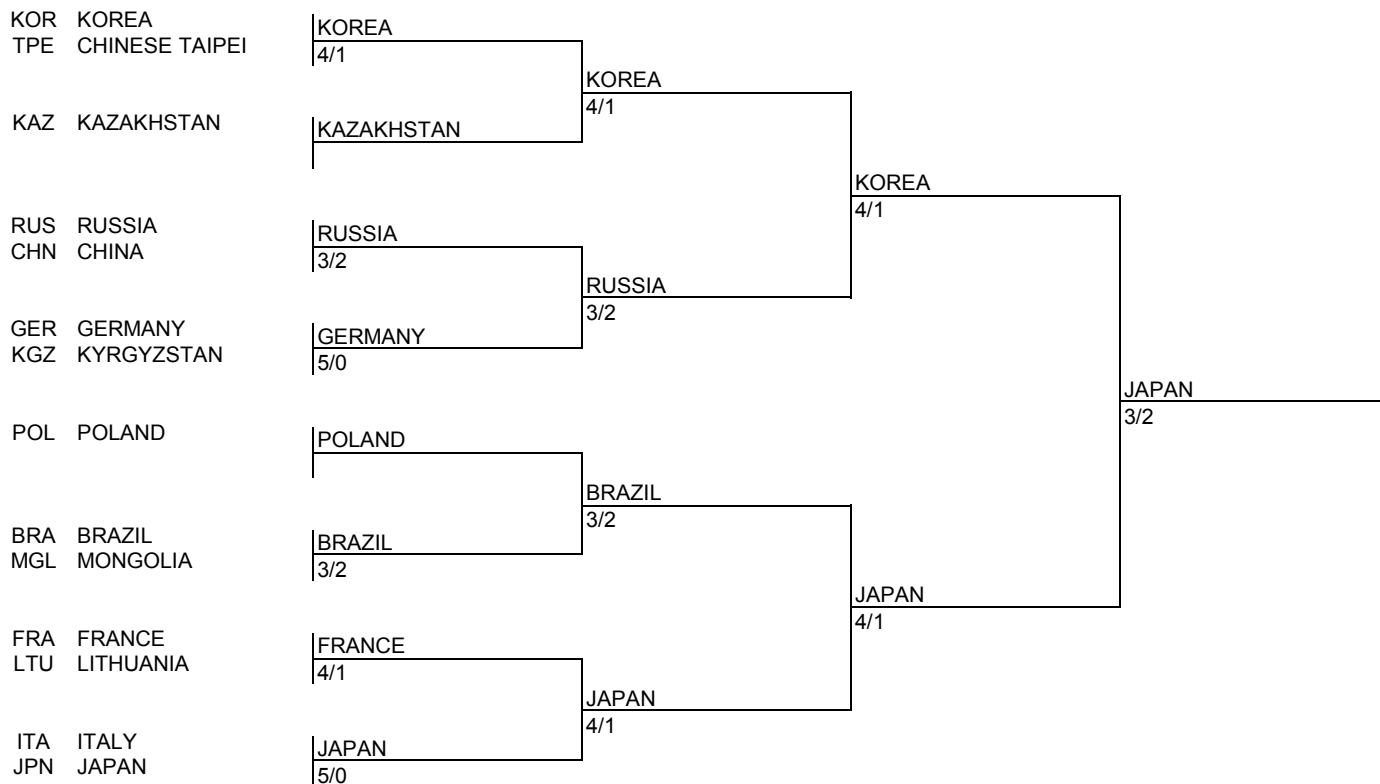 KOR KOREA
TPE CHINESE TAIPEI
KOREA
4/1
KOREA
4/1
KAZ KAZAKHSTAN
KAZAKHSTAN
KOREA
4/1
RUS RUSSIA
CHN CHINA
RUSSIA
3/2
RUSSIA
3/2
GER GERMANY
KGZ KYRGYZSTAN
GERMANY
5/0
JAPAN
3/2
POL POLAND
POLAND
BRAZIL
3/2
BRA BRAZIL
MGL MONGOLIA
BRAZIL
3/2
JAPAN
4/1
FRA FRANCE
LTU LITHUANIA
FRANCE
4/1
JAPAN
4/1
ITA ITALY
JPN JAPAN
JAPAN
5/0